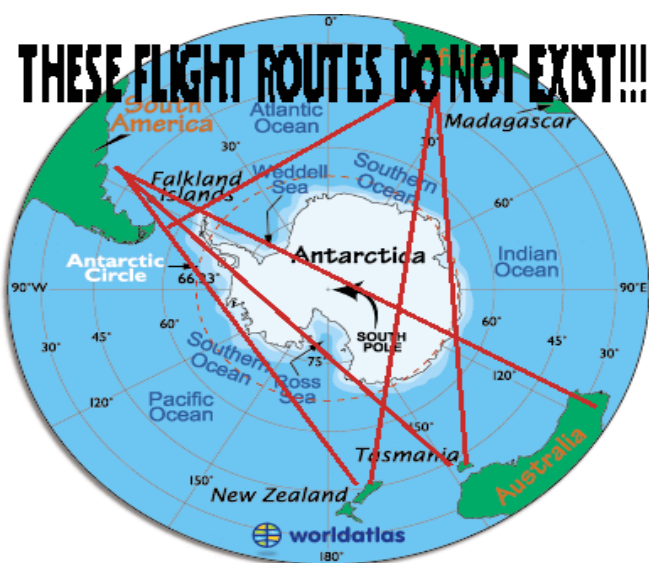 0°
THESE FLIGHT ROUTES DO NOT EXIST!!!
South
America
Atlantic
Ocean
Madagascar
30°
Falkland
Islands
Weddell
Sea
Southern
Ocean
60°
Antarctica
Indian
Ocean
Antarctic
Circle
66.33°
90°W
90°E
SOUTH
POLE
60°
45°
30°
60°
45°
30°
75
Southern
Ocean
Ross
Sea
120°
120°
Pacific
Ocean
150°
Tasmania
Australia
150°
New Zealand
worldatlas
180°